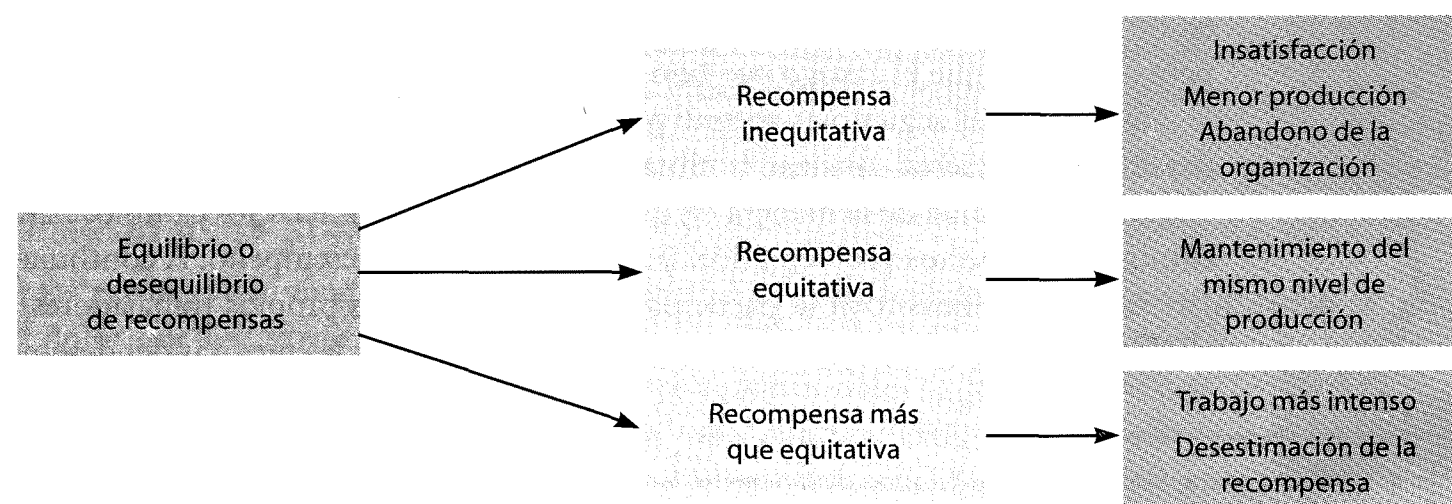 Equilibrio o
desequilibrio
de recompensas
Recompensa
inequitativa
Insatisfacción
Menor producción
Abandono de la
organización
Recompensa
equitativa
Mantenimiento del
mismo nivel de
producción
Recompensa más
que equitativa
Trabajo más intenso
Desestimación de la
recompensa